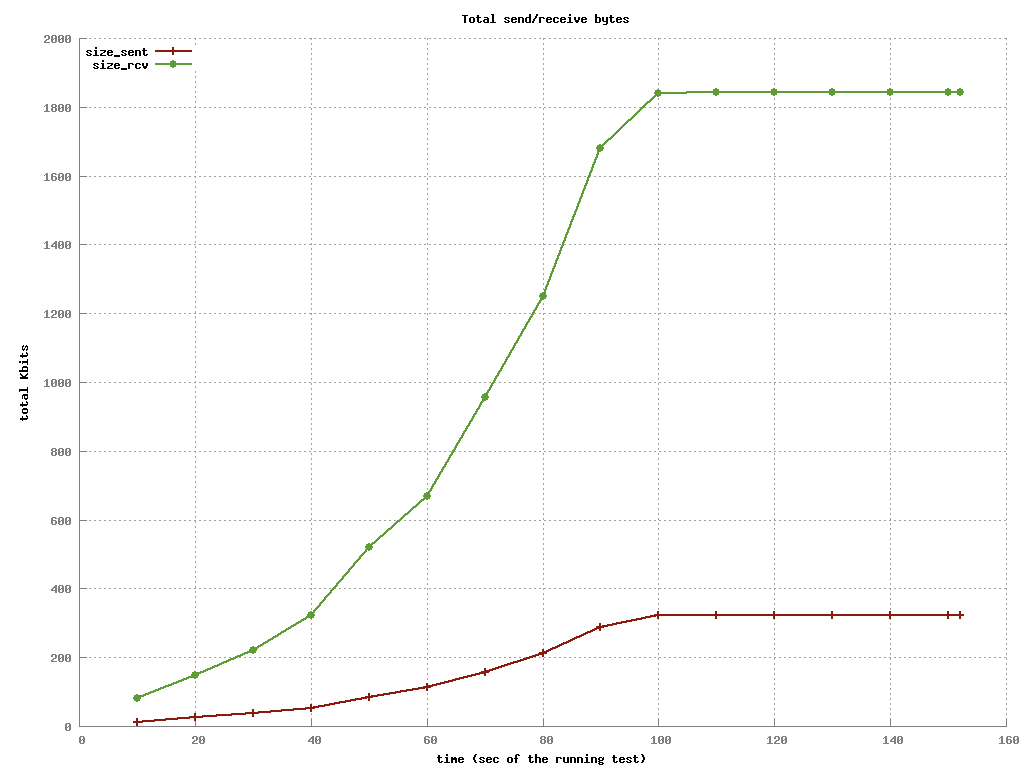 Total send/receive bytes
size_sent
size_rcv
2000
1800
1600
1400
1200
1000
800
600
400
200
0
total Kbits
0 20 40 60 80 100 120 140 160
time (sec of the running test)